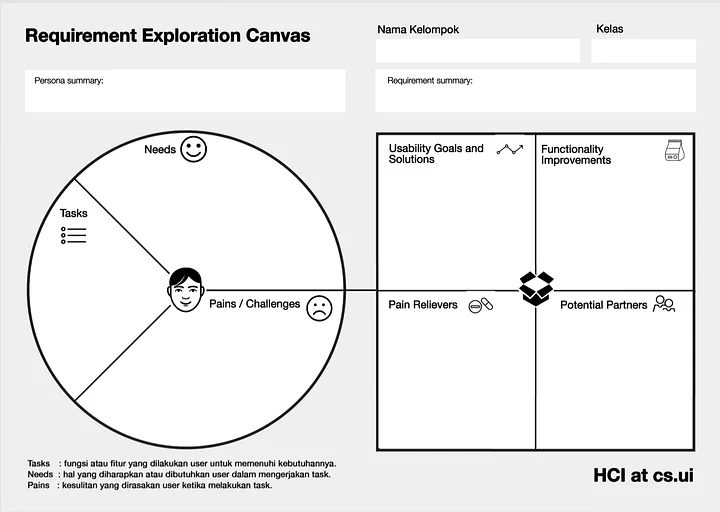 Requirement Exploration Canvas
Nama Kelompok
Kelas
Persona summary:
Requirement summary:
Needs
Tasks
Pains / Challenges
Usability Goals and
Solutions
Functionality
Improvements
Pain Relievers
Potential Partners
Tasks : fungsi atau fitur yang dilakukan user untuk memenuhi kebutuhannya.
Needs : hal yang diharapkan atau dibutuhkan user dalam mengerjakan task.
Pains : kesulitan yang dirasakan user ketika melakukan task.
HCI at cs.ui